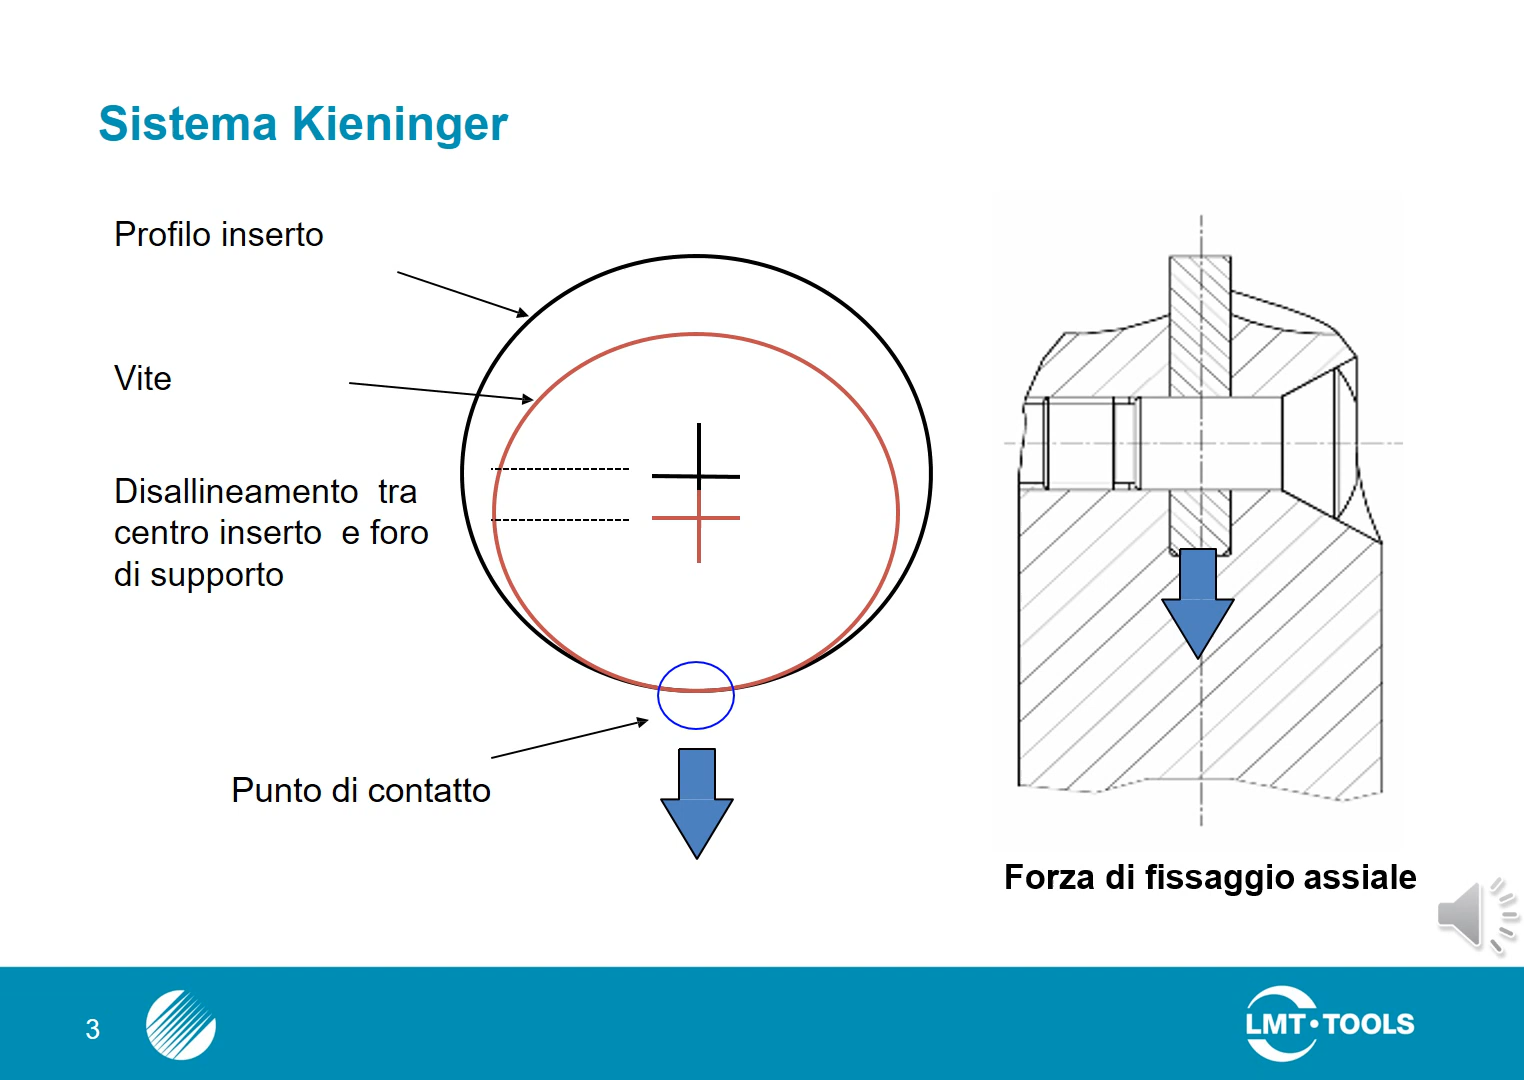 Sistema Kieninger
Profilo inserto
Vite
Disallineamento tra
centro inserto e foro
di supporto
Punto di contatto
Forza di fissaggio assiale
3
LMT·TOOLS